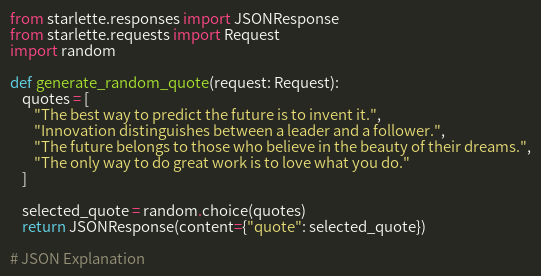 from starlette.responses import JSONResponse
from starlette.requests import Request
import random

def generate_random_quote(request: Request):
    quotes = [
        "The best way to predict the future is to invent it.",
        "Innovation distinguishes between a leader and a follower.",
        "The future belongs to those who believe in the beauty of their dreams.",
        "The only way to do great work is to love what you do."
    ]

    selected_quote = random.choice(quotes)
    return JSONResponse(content={"quote": selected_quote})

# JSON Explanation